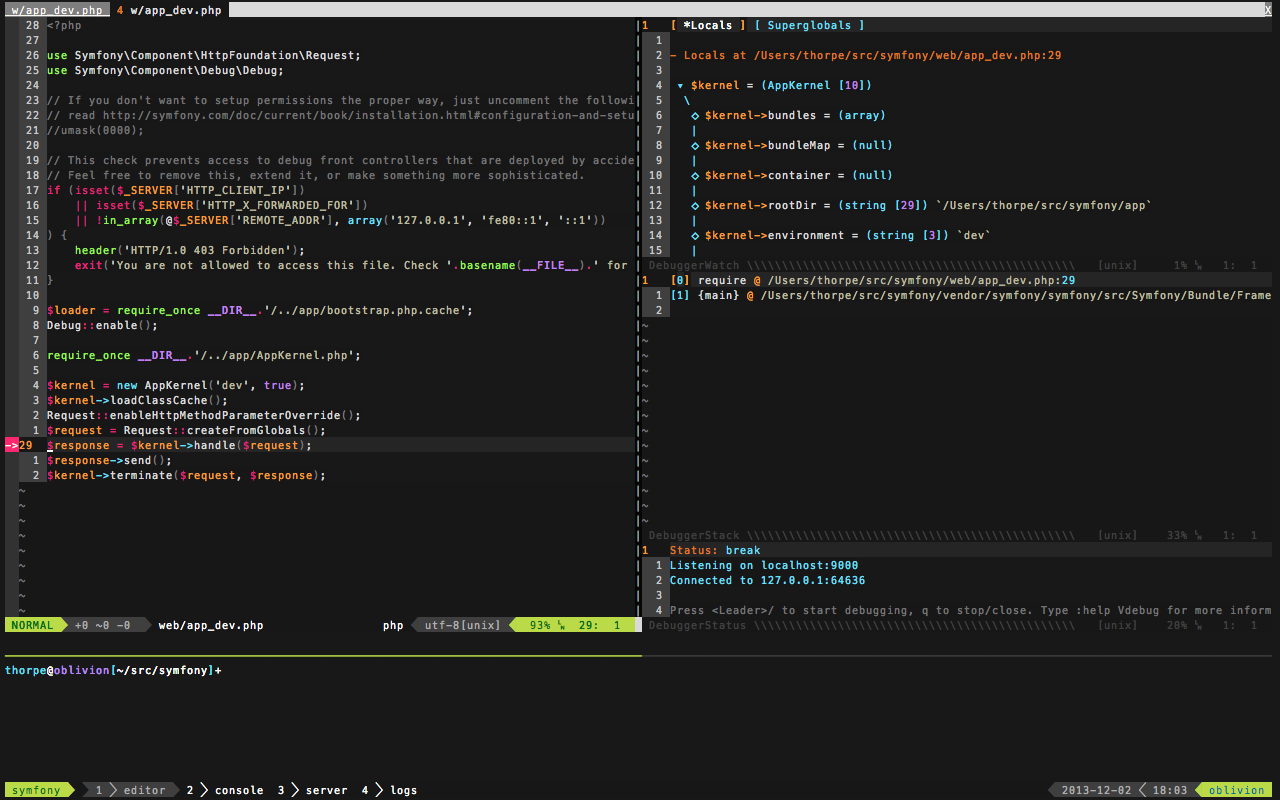 w/app_dev.php  4 w/app_dev.php  X
28 <?php
27
26 use Symfony\Component\HttpFoundation\Request;
25 use Symfony\Component\Debug\Debug;
24
23 // If you don't want to setup permissions the proper way, just uncomment the followi
22 // read http://symfony.com/doc/current/book/installation.html#configuration-and-setu
21 //umask(0000);
20
19 // This check prevents access to debug front controllers that are deployed by accide
18 // Feel free to remove this, extend it, or make something more sophisticated.
17 if (isset($_SERVER['HTTP_CLIENT_IP'])
16     || isset($_SERVER['HTTP_X_FORWARDED_FOR'])
15     || !in_array(@$_SERVER['REMOTE_ADDR'], array('127.0.0.1', 'fe80::1', '::1'))
14 ) {
13     header('HTTP/1.0 403 Forbidden');
12     exit('You are not allowed to access this file. Check '.basename(__FILE__).' for
11 }
10
9 $loader = require_once __DIR__.'/../app/bootstrap.php.cache';
8 Debug::enable();
7
6 require_once __DIR__.'/../app/AppKernel.php';
5
4 $kernel = new AppKernel('dev', true);
3 $kernel->loadClassCache();
2 Request::enableHttpMethodParameterOverride();
1 $request = Request::createFromGlobals();
->29 $response = $kernel->handle($request);
1 $response->send();
2 $kernel->terminate($request, $response);
~
~
~
~
~
~
~
~
~
NORMAL  +0 ~0 -0  web/app_dev.php  php  utf-8[unix]  93% ␤ 29:  1
1 [ *Locals ] [ Superglobals ]
1
2 - Locals at /Users/thorpe/src/symfony/web/app_dev.php:29
3
4 ▾ $kernel = (AppKernel [10])
5 \
6 ◇ $kernel->bundles = (array)
7 |
8 ◇ $kernel->bundleMap = (null)
9 |
10 ◇ $kernel->container = (null)
11 |
12 ◇ $kernel->rootDir = (string [29]) `/Users/thorpe/src/symfony/app`
13 |
14 ◇ $kernel->environment = (string [3]) `dev`
15 |
DebuggerWatch \\\\\\\\\\\\\\\\\\\\\\\\\\\\\\\\\\\\\\\\\\\\\\\  [unix]  1% ␤ 1:  1
1 [0] require @ /Users/thorpe/src/symfony/web/app_dev.php:29
1 [1] {main} @ /Users/thorpe/src/symfony/vendor/symfony/symfony/src/Symfony/Bundle/Frame
2
~
~
~
~
~
~
~
~
~
~
~
~
~
~
DebuggerStack \\\\\\\\\\\\\\\\\\\\\\\\\\\\\\\\\\\\\\\\\\\\\\\  [unix]  33% ␤ 1:  1
1 Status: break
1 Listening on localhost:9000
2 Connected to 127.0.0.1:64636
3
4 Press <Leader>/ to start debugging, q to stop/close. Type :help Vdebug for more inform
DebuggerStatus \\\\\\\\\\\\\\\\\\\\\\\\\\\\\\\\\\\\\\\\\\\\\\  [unix]  20% ␤ 1:  1
thorpe@oblivion[~/src/symfony]+
symfony  1 > editor  2 > console  3 > server  4 > logs  2013-12-02 < 18:03  oblivion